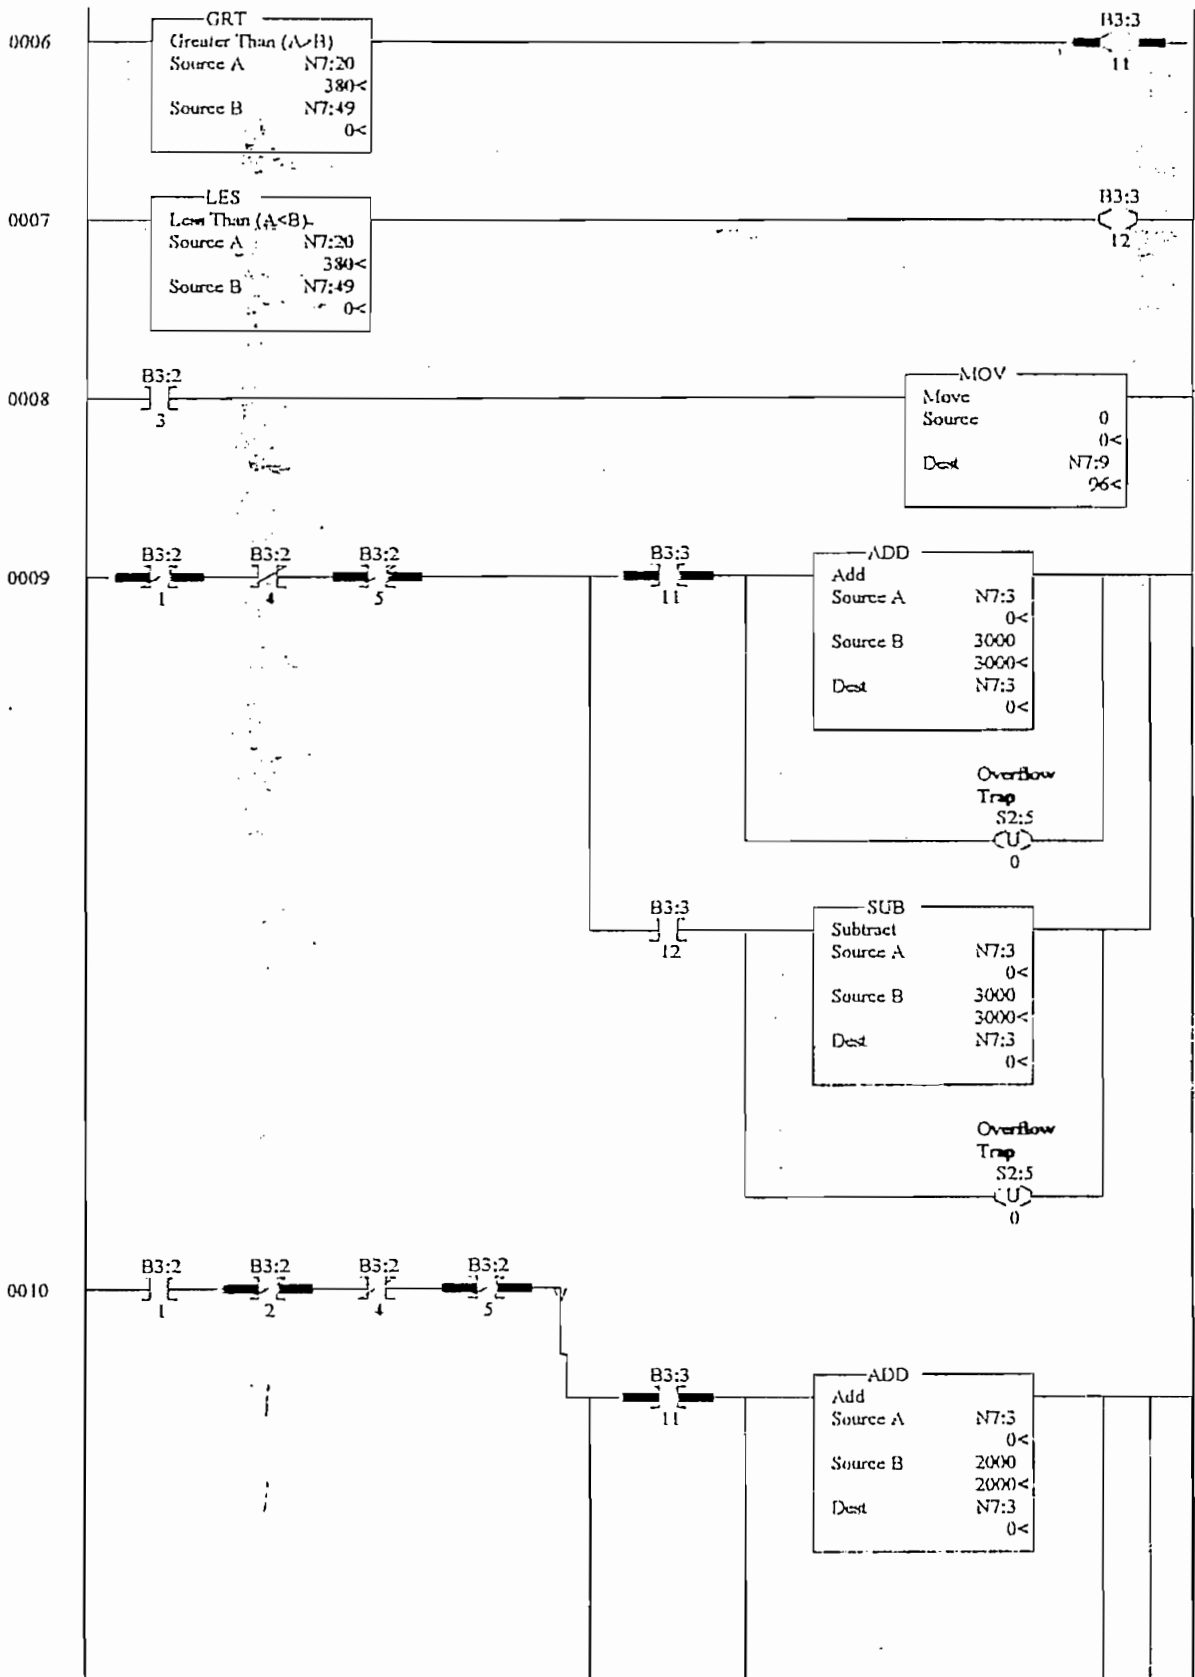 GRT
B3:3
0006
Greater Than (A>B)
Source A N7:20
11
380<
Source B N7:49
0<
LES
B3:3
0007
Less Than (A<B)
12
Source A N7:20
380<
Source B N7:49
0<
B3:2
MOV
0008
Move
3
Source 0
0<
Dest N7:9
96<
B3:2 B3:2 B3:2 B3:3
ADD
0009
Add
1 4 5 11
Source A N7:3
0<
Source B 3000
3000<
Dest N7:3
0<
Overflow
Trap
S2:5
U
0
B3:3
SUB
Subtract
12
Source A N7:3
0<
Source B 3000
3000<
Dest N7:3
0<
Overflow
Trap
S2:5
U
0
B3:2 B3:2 B3:2 B3:2
0010
1 2 4 5
B3:3
ADD
Add
11
Source A N7:3
0<
Source B 2000
2000<
Dest N7:3
0<